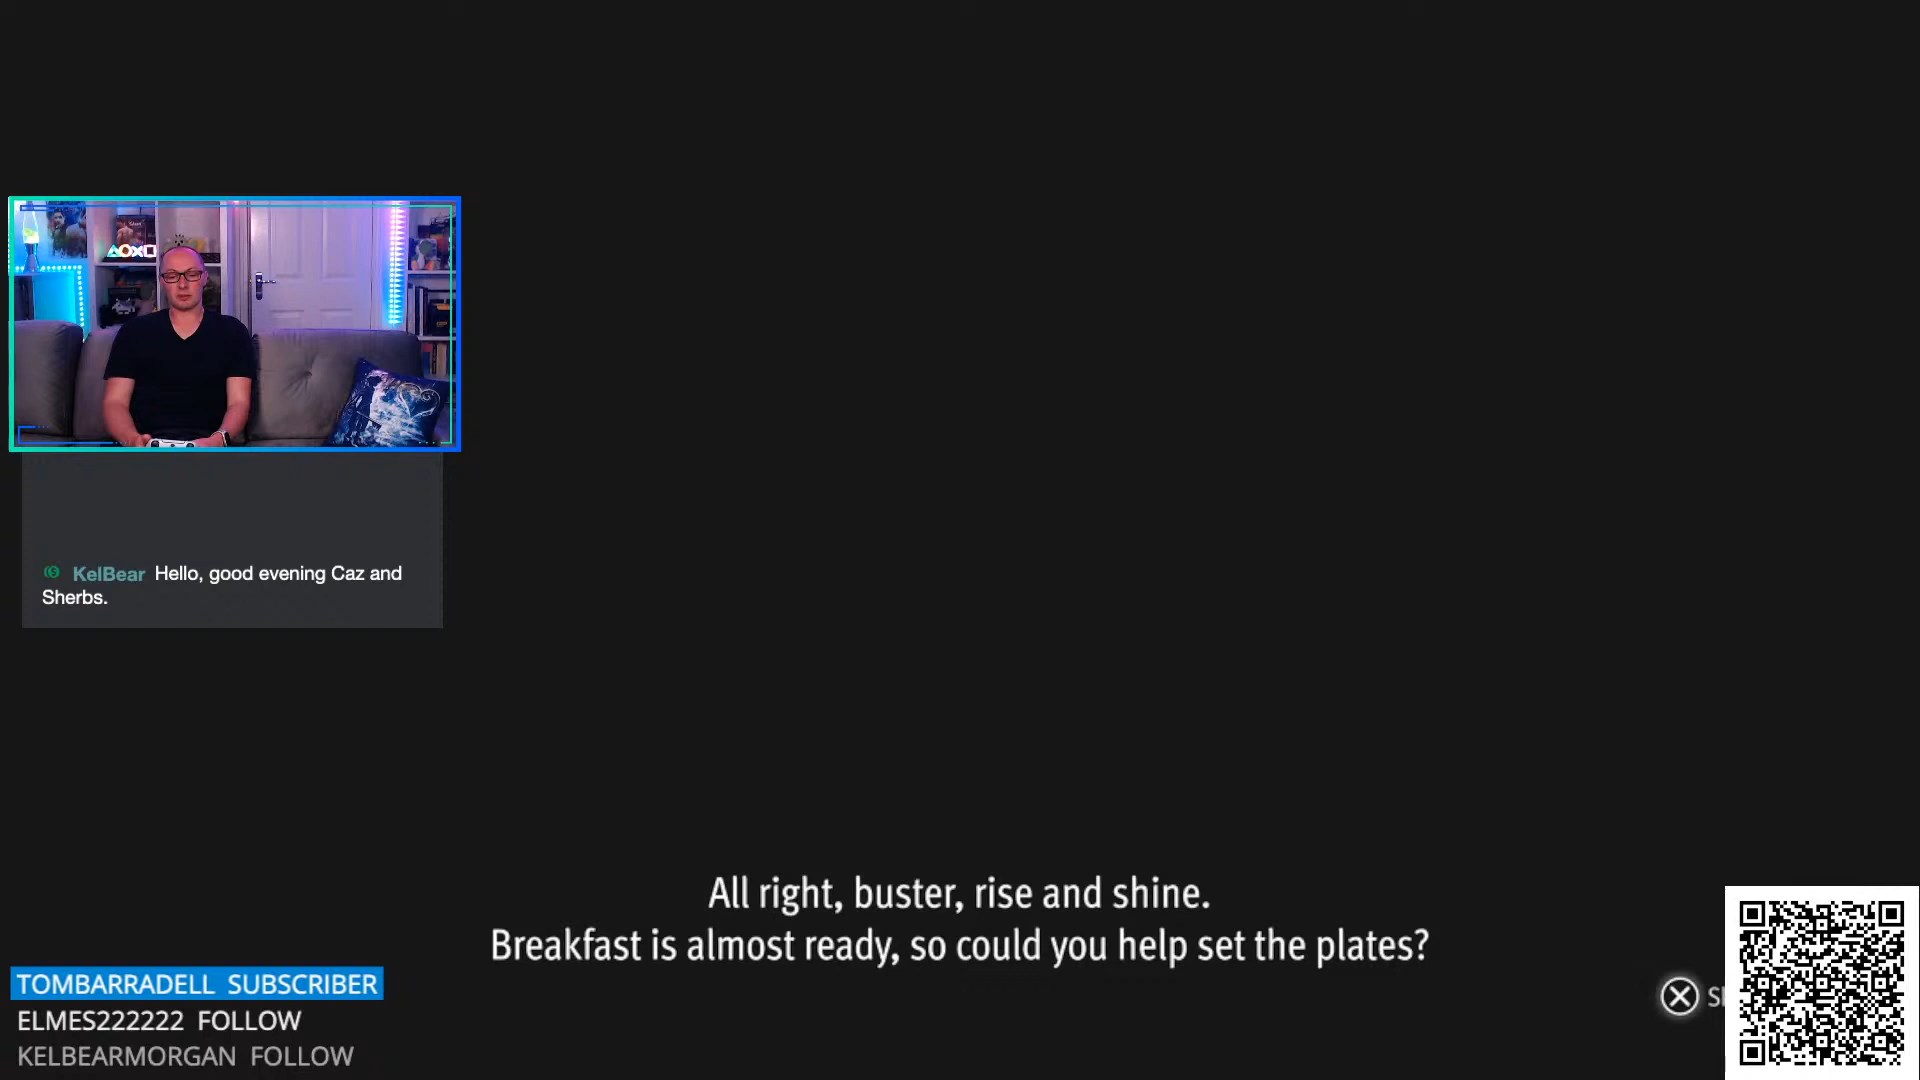 KelBear Hello, good evening Caz and
Sherbs.
All right, buster, rise and shine.
Breakfast is almost ready, so could you help set the plates?
TOMBARRADELL SUBSCRIBER
ELMES222222 FOLLOW
KELBEARMORGAN FOLLOW